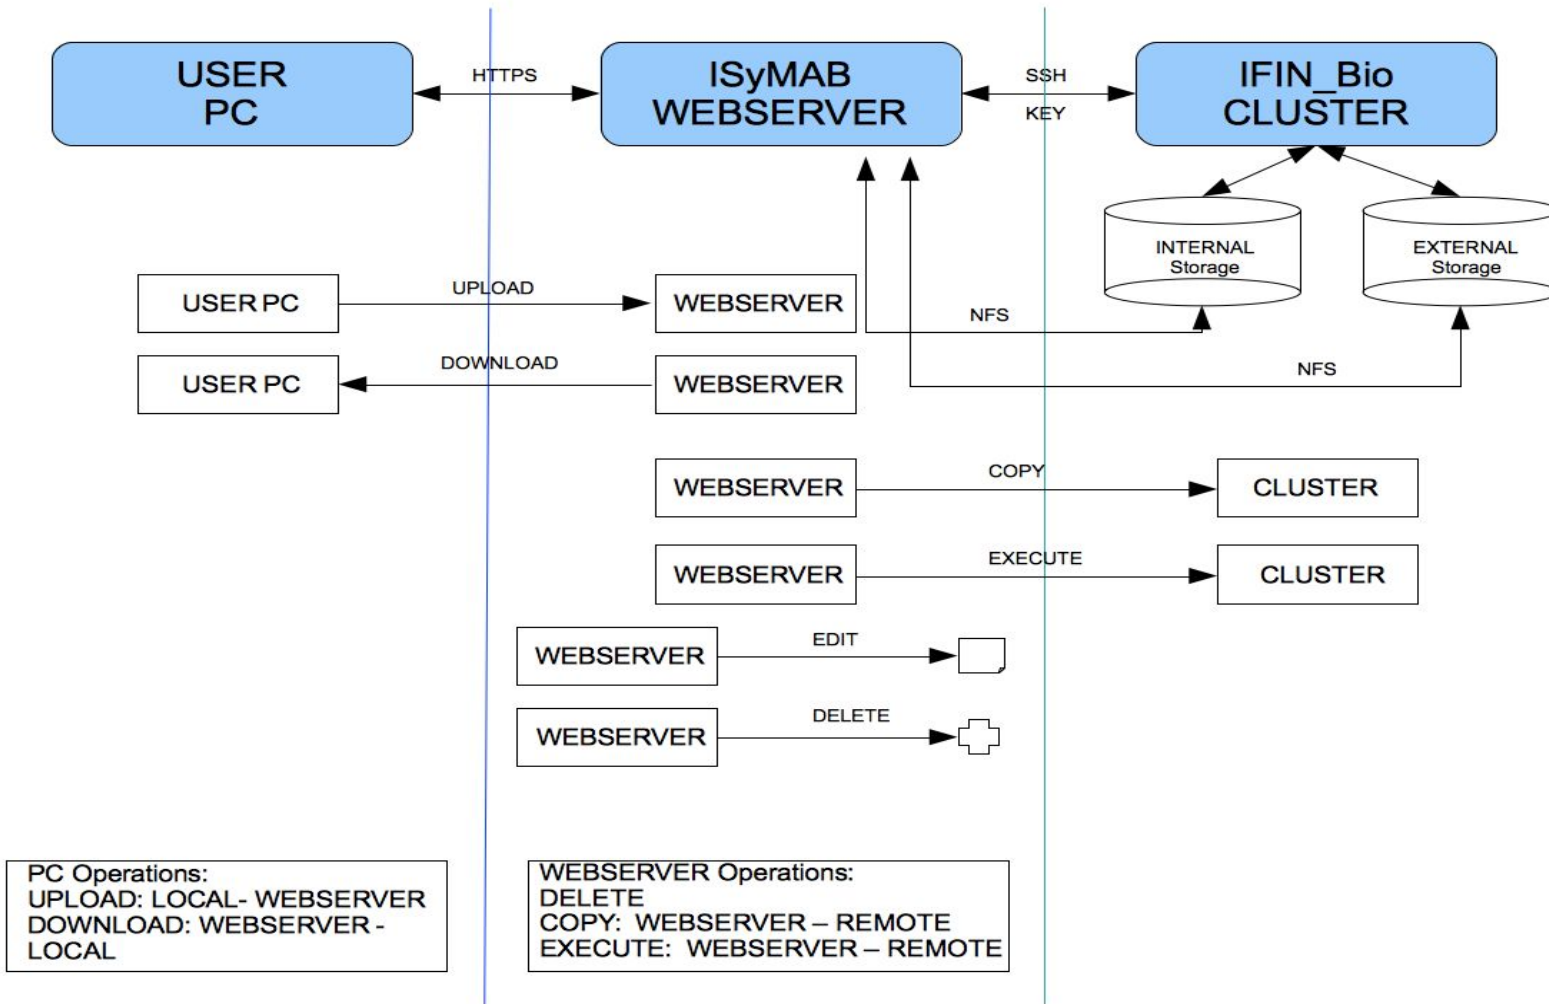 USER
PC
HTTPS
ISyMAB
WEBSERVER
SSH
KEY
IFIN_Bio
CLUSTER
INTERNAL
Storage
EXTERNAL
Storage
USER PC
UPLOAD
WEBSERVER
NFS
USER PC
DOWNLOAD
WEBSERVER
NFS
WEBSERVER
COPY
CLUSTER
WEBSERVER
EXECUTE
CLUSTER
WEBSERVER
EDIT
WEBSERVER
DELETE
PC Operations:
UPLOAD: LOCAL- WEBSERVER
DOWNLOAD: WEBSERVER -
LOCAL
WEBSERVER Operations:
DELETE
COPY: WEBSERVER – REMOTE
EXECUTE: WEBSERVER – REMOTE